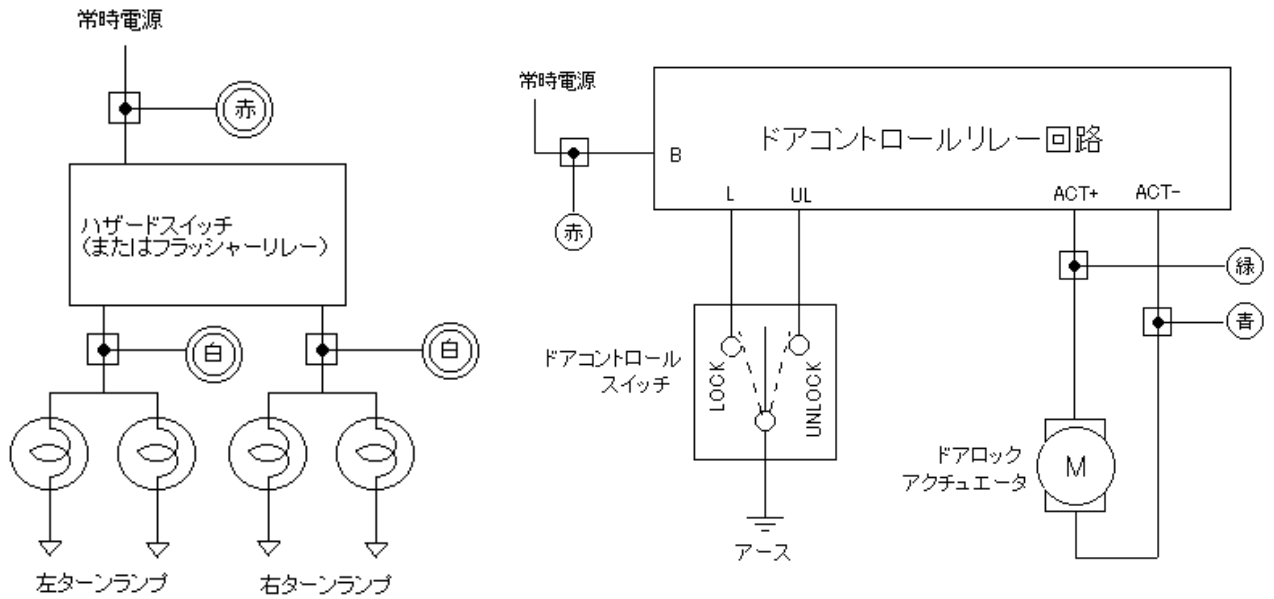 常時電源
赤
ハザードスイッチ
(またはフラッシャーリレー)
白
白
左ターンランプ
右ターンランプ
常時電源
赤
ドアコントロールリレー回路
B
L
UL
ACT+
ACT-
ドアコントロール
スイッチ
LOCK
UNLOCK
アース
緑
青
ドアロック
アクチュエータ
M